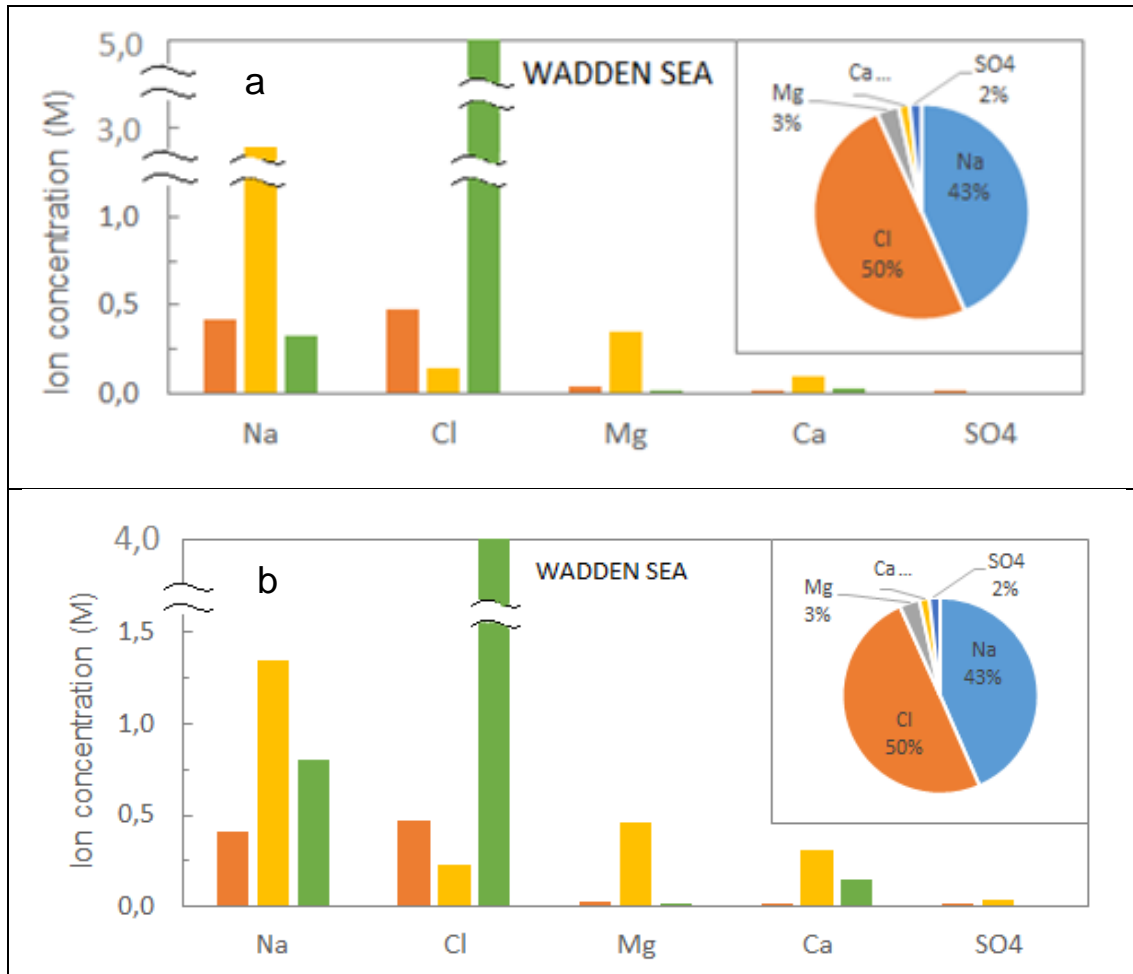 5,0
a
WADDEN SEA
Ca ...
SO4
2%
Mg
3%
3,0
Na
43%
Cl
50%
1,0
0,5
0,0
Ion concentration (M)
Na Cl Mg Ca SO4
4,0
b
WADDEN SEA
Ca ...
SO4
2%
Mg
3%
1,5
Na
43%
Cl
50%
1,0
0,5
0,0
Ion concentration (M)
Na Cl Mg Ca SO4